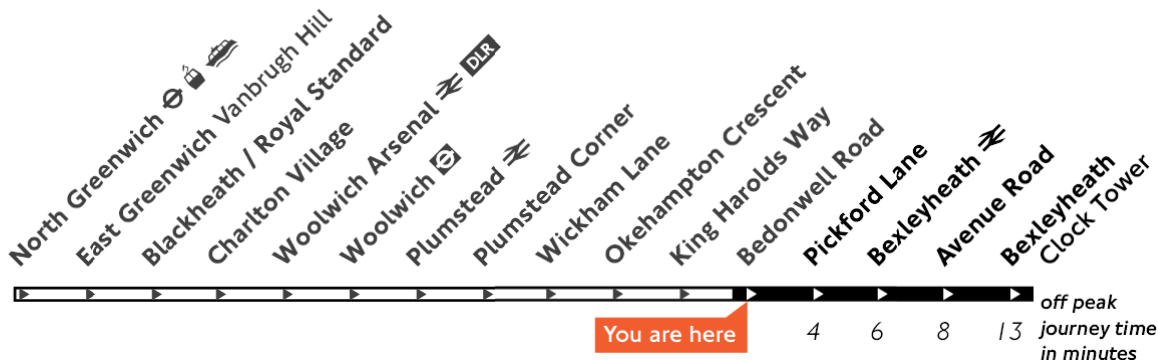 North Greenwich
East Greenwich Vanbrugh Hill
Blackheath / Royal Standard
Charlton Village
Woolwich Arsenal DLR
Woolwich
Plumstead
Plumstead Corner
Wickham Lane
Okehampton Crescent
King Harolds Way
Bedonwell Road
Pickford Lane
Bexleyheath
Avenue Road
Bexleyheath
Clock Tower
You are here
4 6 8 13
off peak
journey time
in minutes